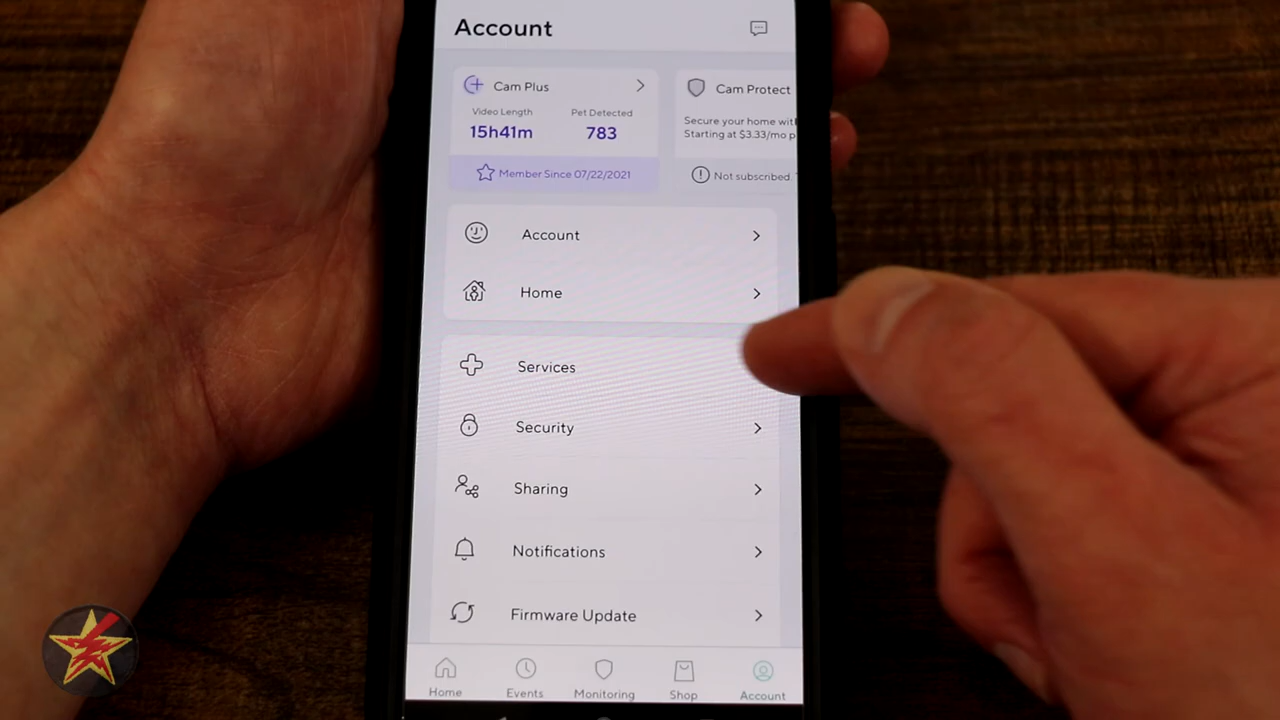 Account
Cam Plus
Video Length
Pet Detected
15h41m
783
Member Since 07/22/2021
Cam Protect
Secure your home with
Starting at $3.33/mo p
Not subscribed.
Account
Home
Services
Security
Sharing
Notifications
Firmware Update
Home
Events
Monitoring
Shop
Account